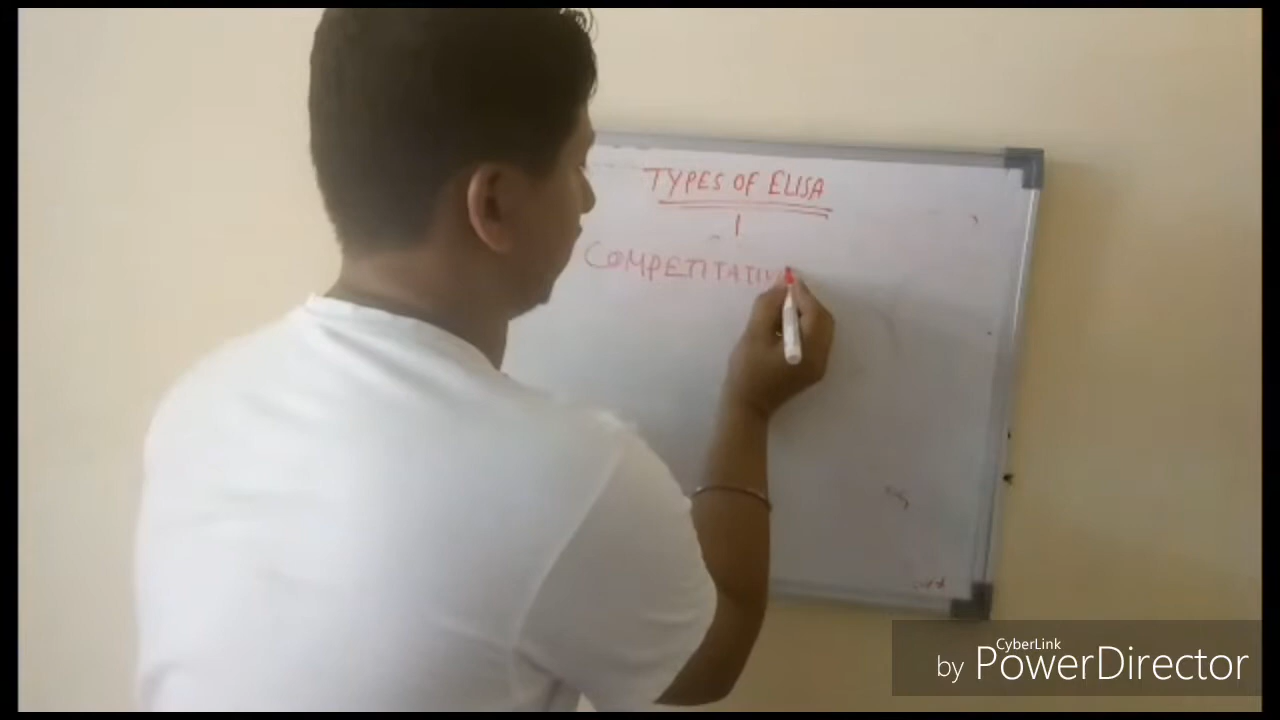 TYPES OF ELISA
COMPETITATIV
CyberLink
by PowerDirector